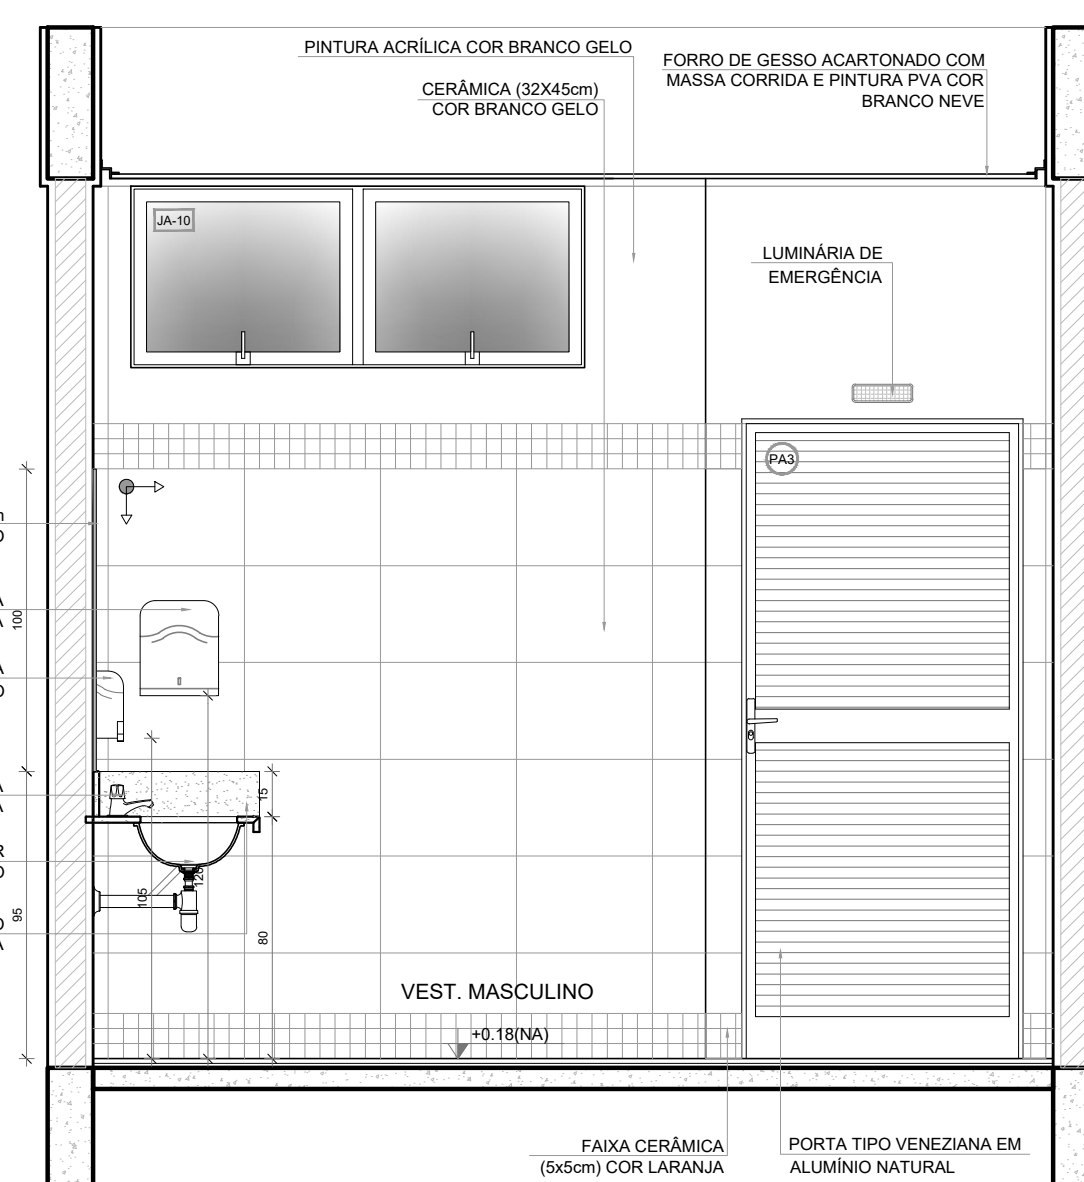 PINTURA ACRÍLICA COR BRANCO GELO
FORRO DE GESSO ACARTONADO COM
MASSA CORRIDA E PINTURA PVA COR
BRANCO NEVE
CERÂMICA (32X45cm)
COR BRANCO GELO
JA-10
LUMINÁRIA DE
EMERGÊNCIA
PA3
100
15
120
105
95
80
VEST. MASCULINO
+0.18(NA)
FAIXA CERÂMICA
(5x5cm) COR LARANJA
PORTA TIPO VENEZIANA EM
ALUMÍNIO NATURAL